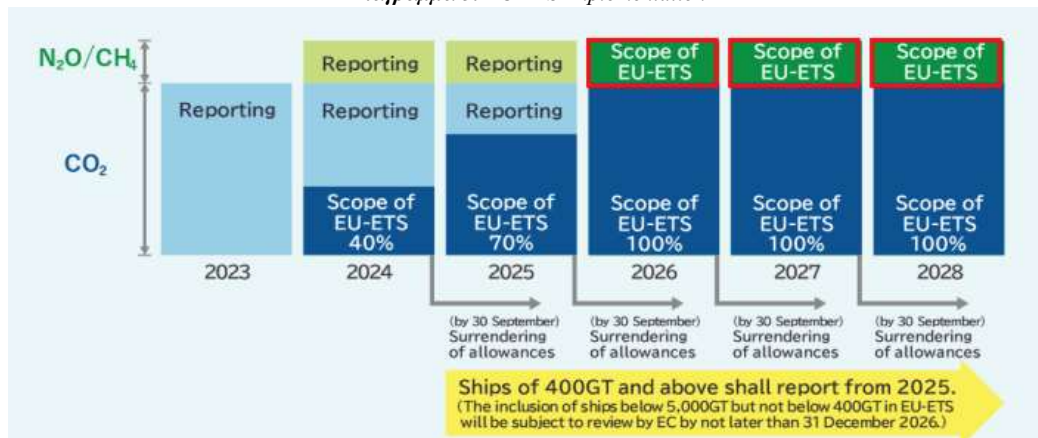 N₂O/CH₄
Reporting
Reporting
Scope of
EU-ETS
Scope of
EU-ETS
Scope of
EU-ETS
CO₂
Reporting
Reporting
Reporting
Scope of
EU-ETS
40%
Scope of
EU-ETS
70%
Scope of
EU-ETS
100%
Scope of
EU-ETS
100%
Scope of
EU-ETS
100%
2023
2024
2025
2026
2027
2028
(by 30 September)
Surrendering
of allowances
(by 30 September)
Surrendering
of allowances
(by 30 September)
Surrendering
of allowances
(by 30 September)
Surrendering
of allowances
Ships of 400GT and above shall report from 2025.
(The inclusion of ships below 5,000GT but not below 400GT in EU-ETS
will be subject to review by EC by not later than 31 December 2026.)